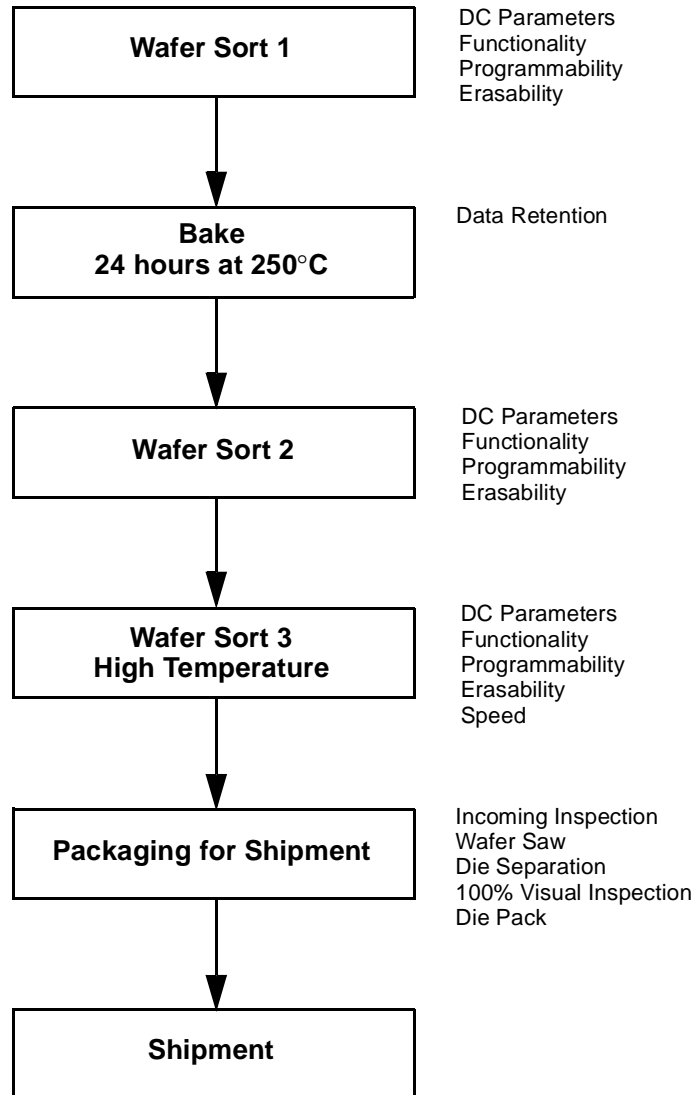 Wafer Sort 1
DC Parameters
Functionality
Programmability
Erasability
Bake
24 hours at 250°C
Data Retention
Wafer Sort 2
DC Parameters
Functionality
Programmability
Erasability
Wafer Sort 3
High Temperature
DC Parameters
Functionality
Programmability
Erasability
Speed
Packaging for Shipment
Incoming Inspection
Wafer Saw
Die Separation
100% Visual Inspection
Die Pack
Shipment